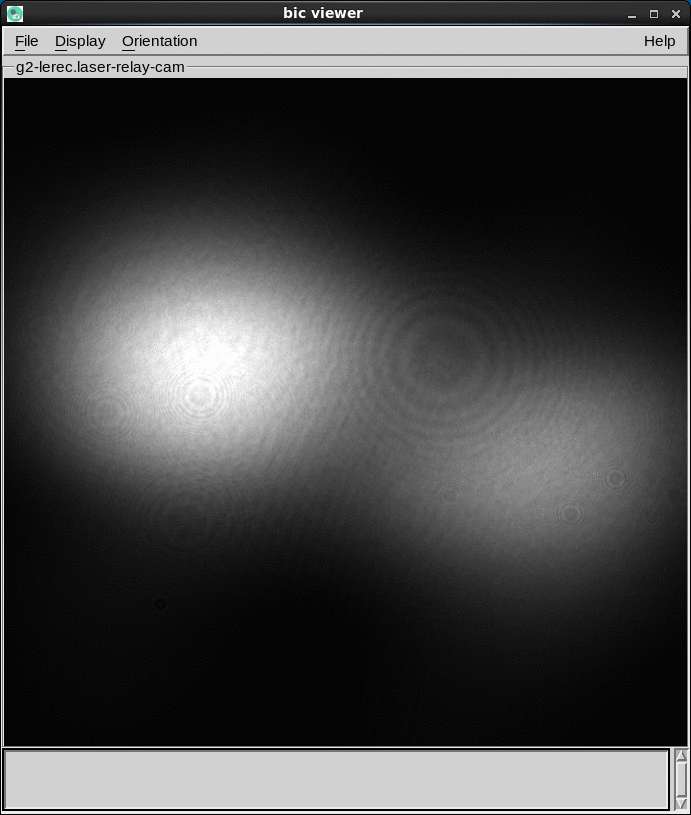 bic viewer
File Display Orientation Help
g2-lerec.laser-relay-cam